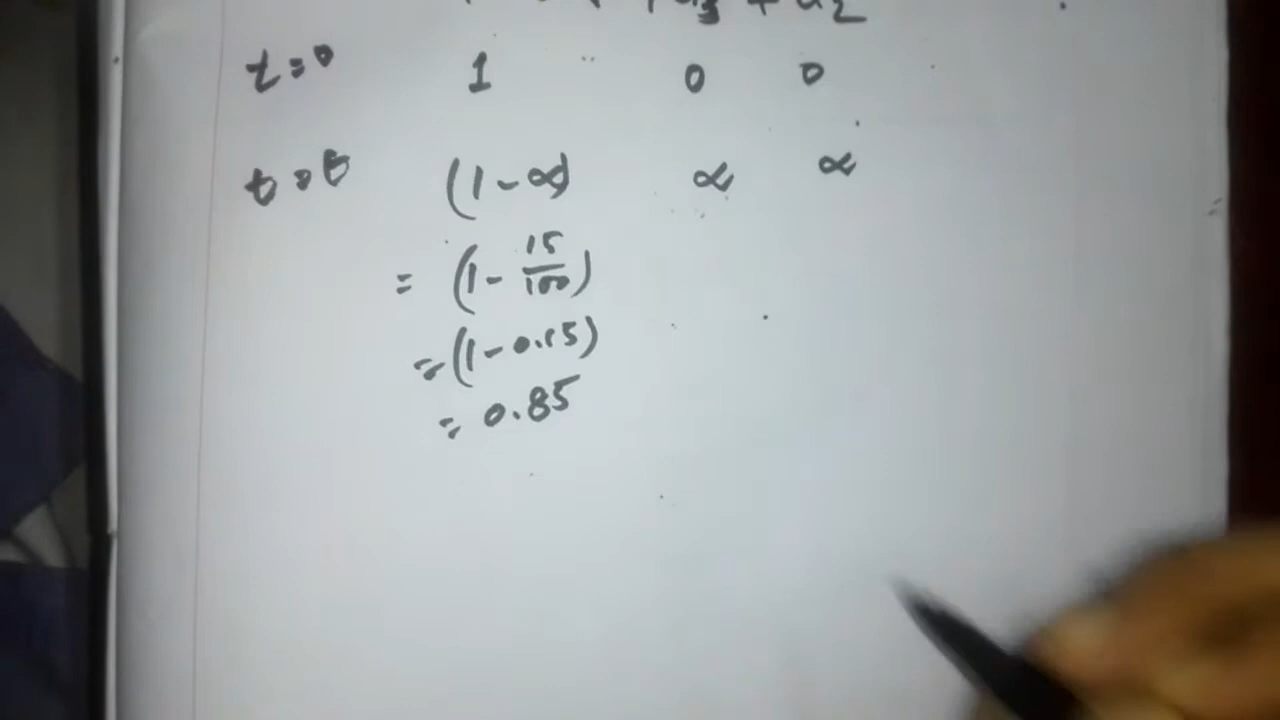 t=0 1 0 0
t=t (1-α) α α
= (1 - 15/100)
= (1-0.15)
= 0.85